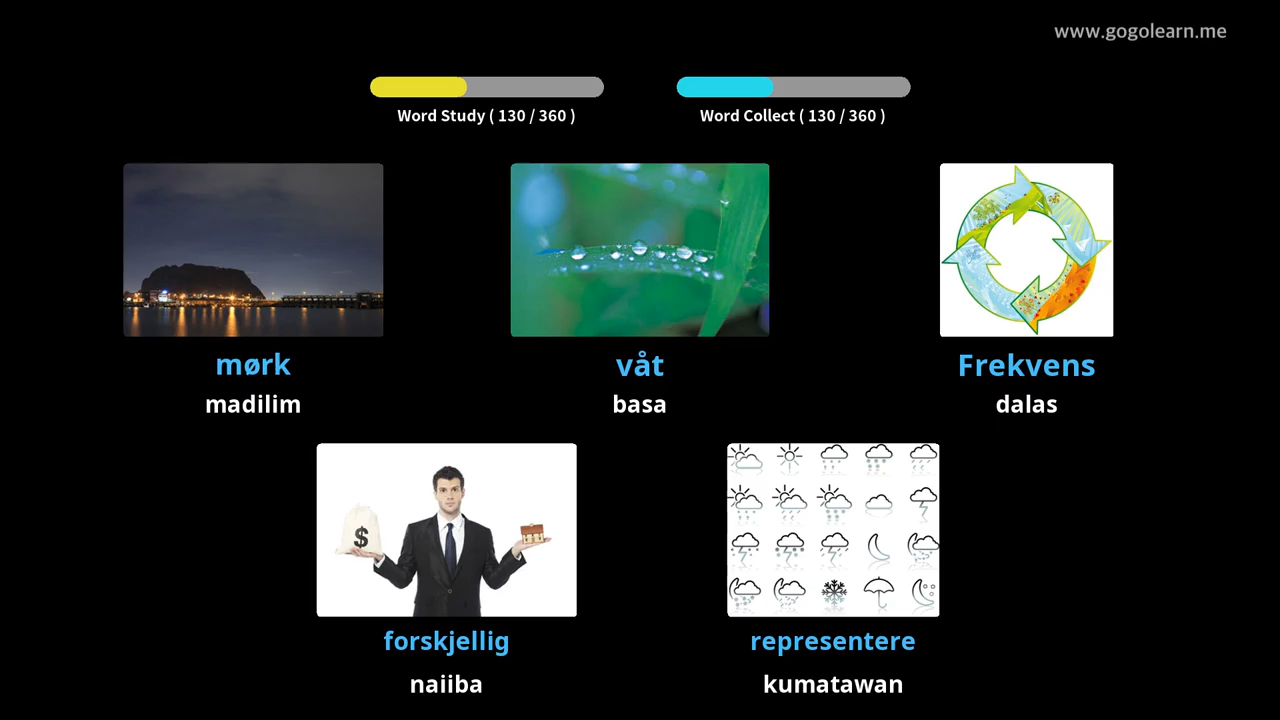 www.gogolearn.me
Word Study ( 130 / 360 )
Word Collect ( 130 / 360 )
mørk
våt
Frekvens
madilim
basa
dalas
$
forskjellig
representere
naiiba
kumatawan